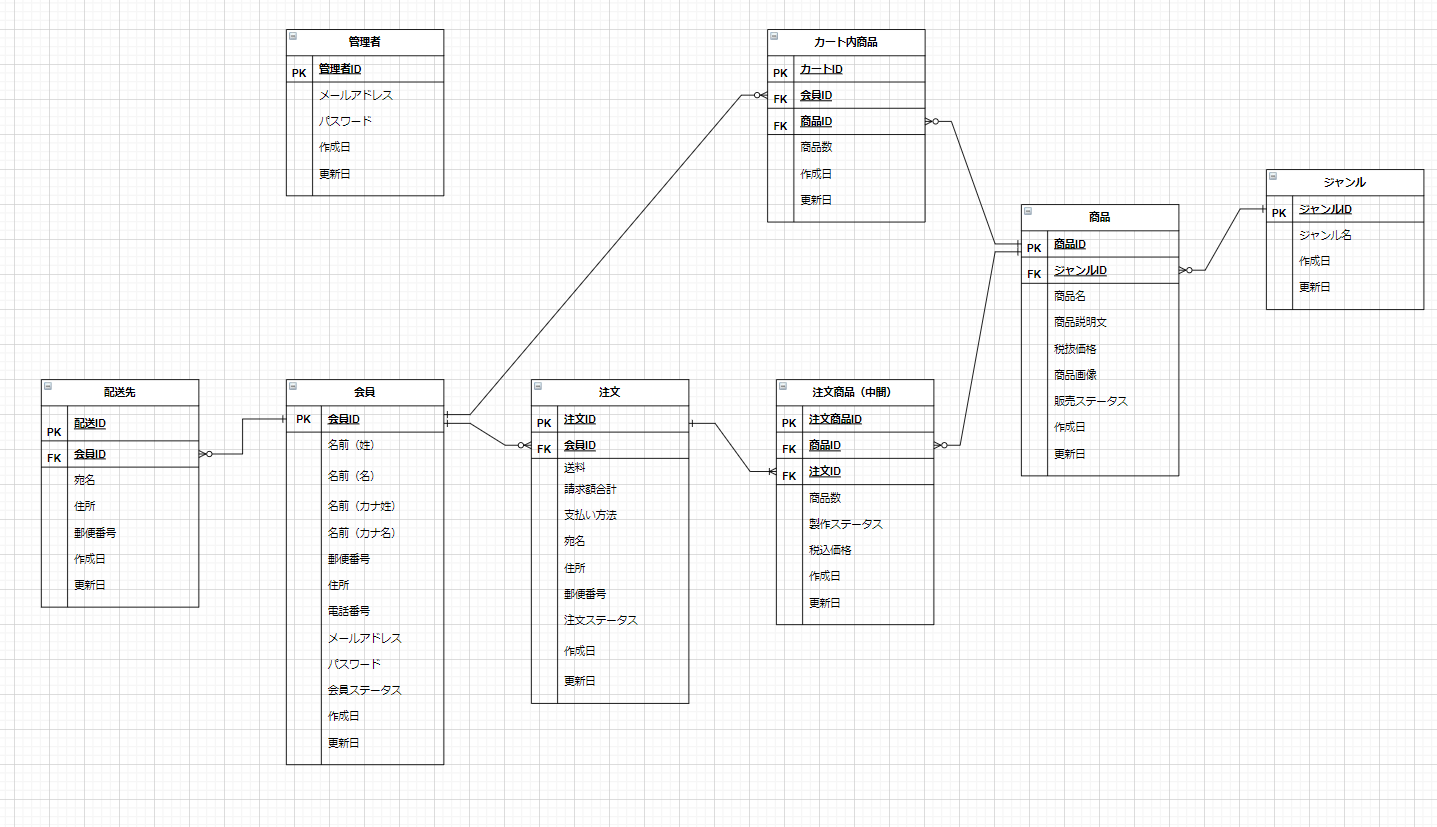 管理者
PK 管理者ID
メールアドレス
パスワード
作成日
更新日
カート内商品
PK カートID
FK 会員ID
FK 商品ID
商品数
作成日
更新日
ジャンル
PK ジャンルID
ジャンル名
作成日
更新日
商品
PK 商品ID
FK ジャンルID
商品名
商品説明文
税抜価格
商品画像
販売ステータス
作成日
更新日
配送先
PK 配送ID
FK 会員ID
宛名
住所
郵便番号
作成日
更新日
会員
PK 会員ID
名前（姓）
名前（名）
名前（カナ姓）
名前（カナ名）
郵便番号
住所
電話番号
メールアドレス
パスワード
会員ステータス
作成日
更新日
注文
PK 注文ID
FK 会員ID
送料
請求額合計
支払い方法
宛名
住所
郵便番号
注文ステータス
作成日
更新日
注文商品（中間）
PK 注文商品ID
FK 商品ID
FK 注文ID
商品数
製作ステータス
税込価格
作成日
更新日